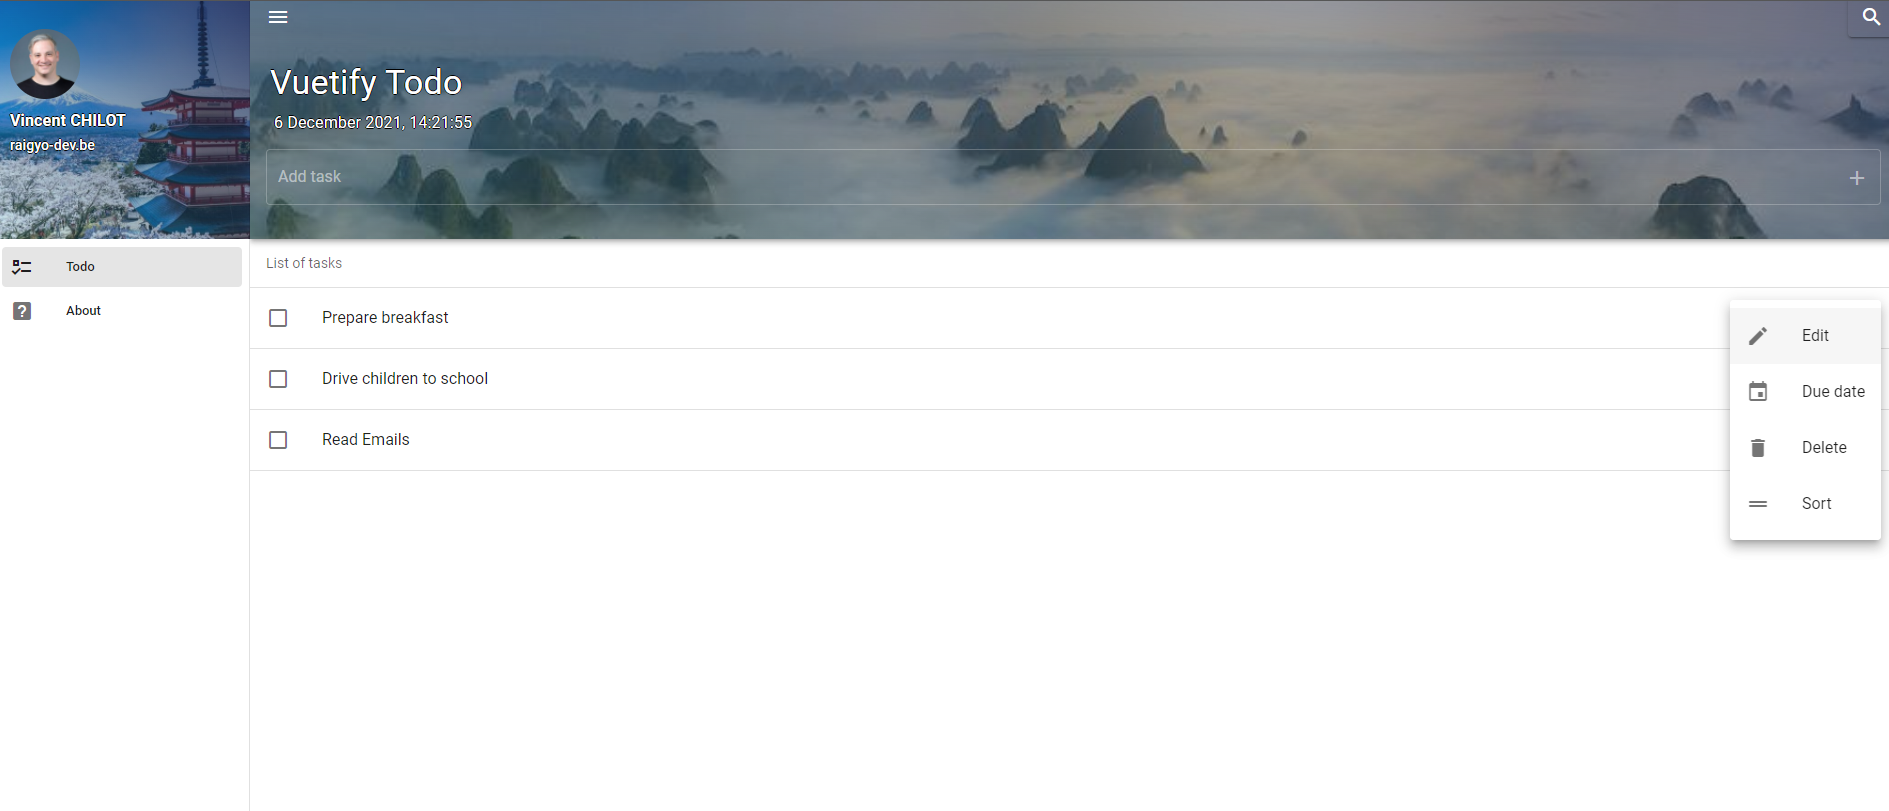 Vincent CHILOT
raigyo-dev.be
Todo
About
Vuetify Todo
6 December 2021, 14:21:55
Add task
List of tasks
Prepare breakfast
Drive children to school
Read Emails
Edit
Due date
Delete
Sort